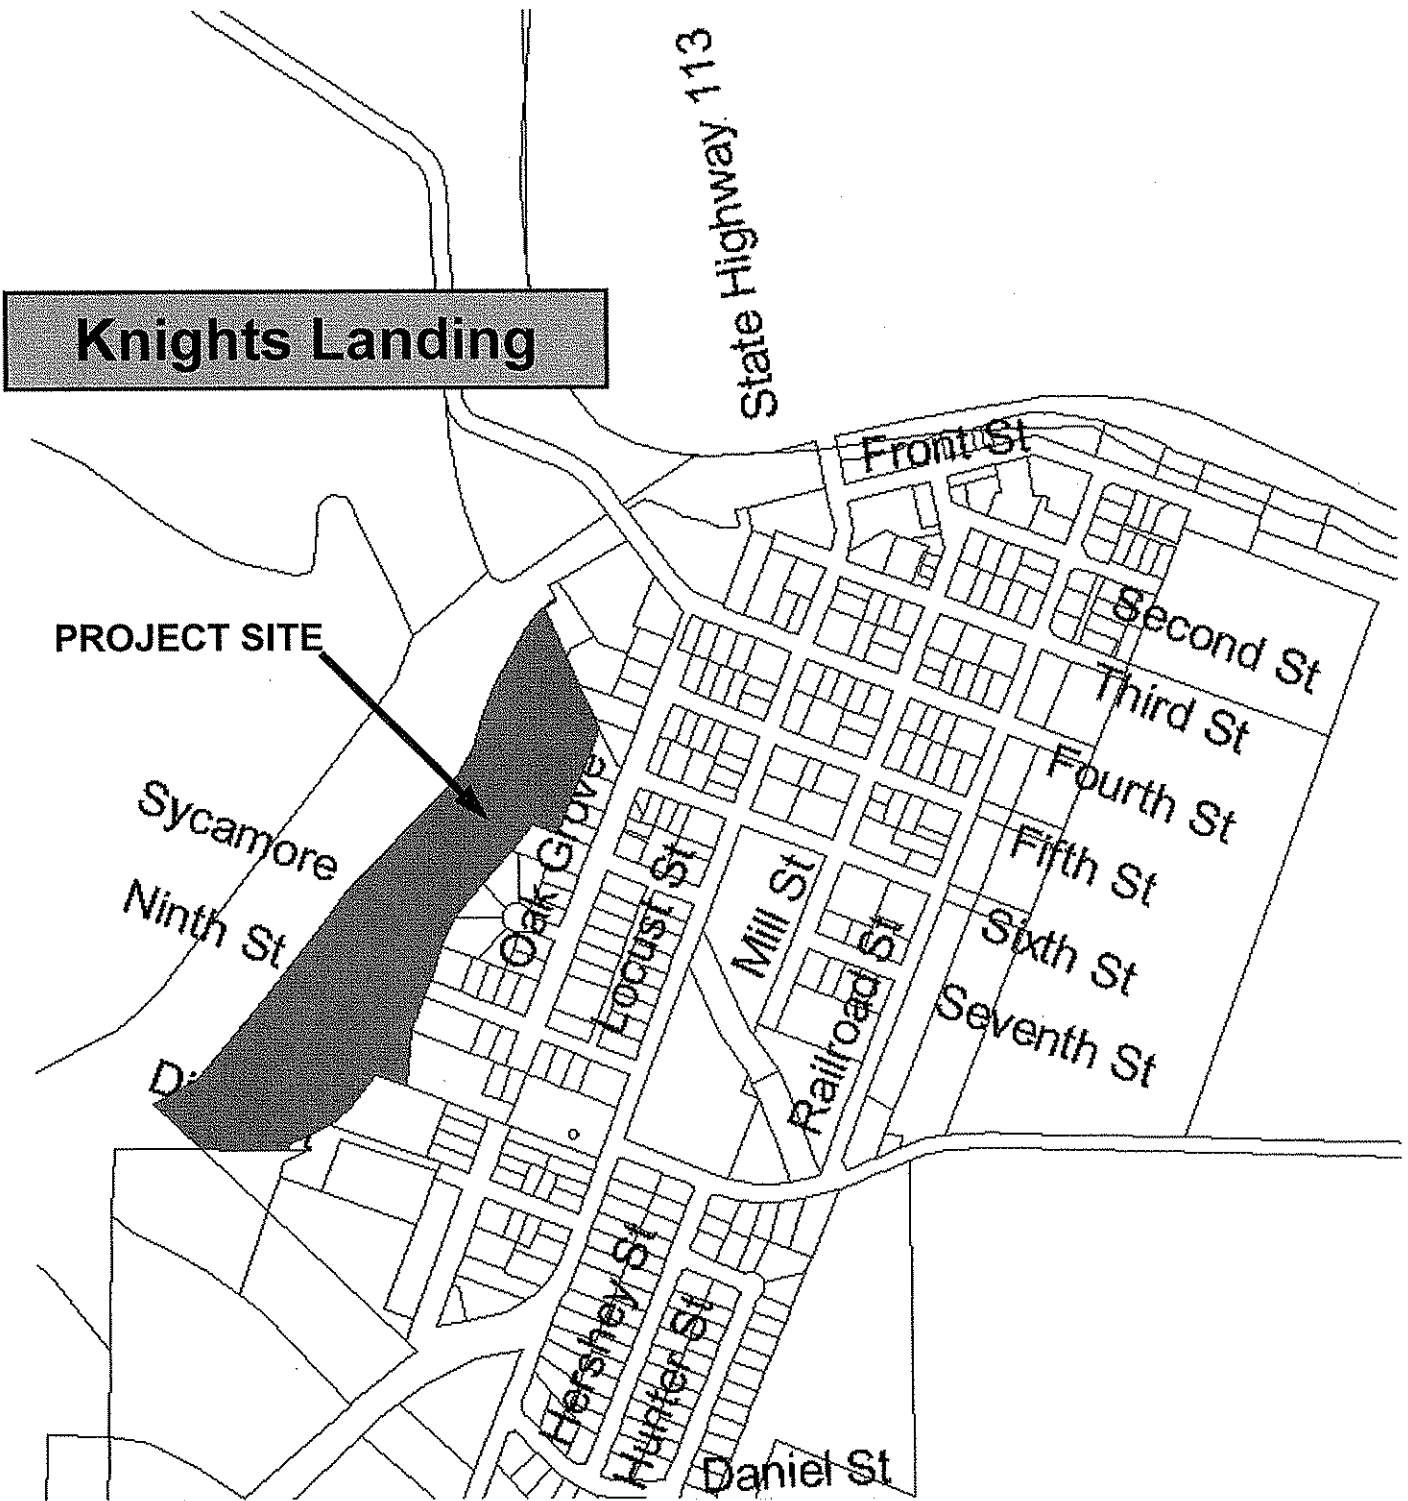 State Highway 113
Knights Landing
Front St
PROJECT SITE
Second St
Third St
Fourth St
Fifth St
Sixth St
Seventh St
Sycamore
Ninth St
Oak Grove
Locust St
Mill St
Railroad St
Hershey St
Hunter St
Daniel St